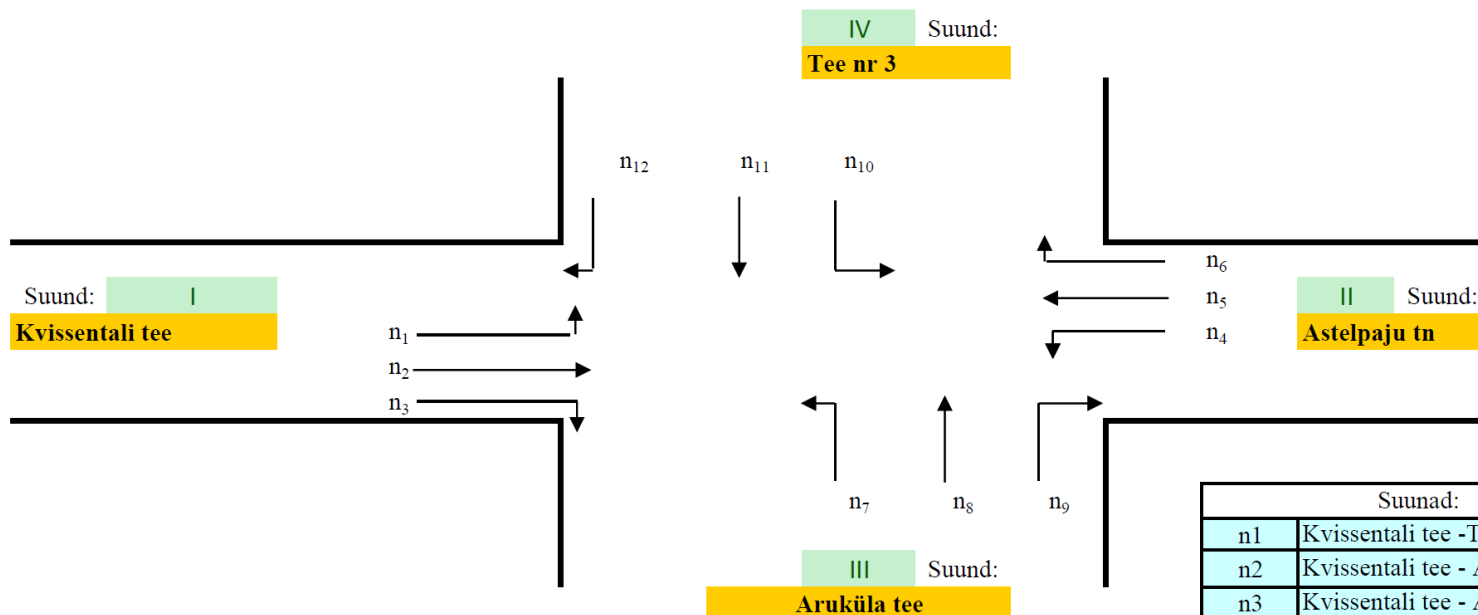 IV Suund:
Tee nr 3
n12 n11 n10
n6
Suund: I
n5
II Suund:
Kvissentali tee
n1
n4
Astelpaju tn
n2
n3
n7 n8 n9
Suunad:
n1 Kvissentali tee -T
n2 Kvissentali tee - A
n3 Kvissentali tee - A
III Suund:
Aruküla tee